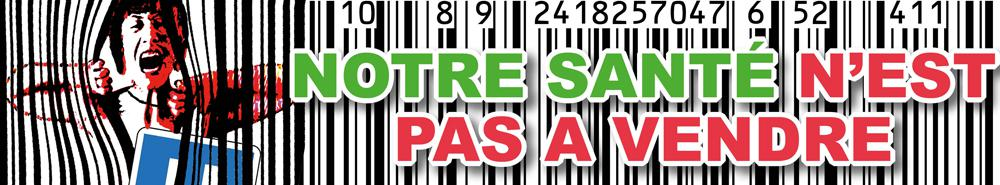 10 8 9 2418257047 6 52 411
NOTRE SANTÉ N'EST
PAS A VENDRE